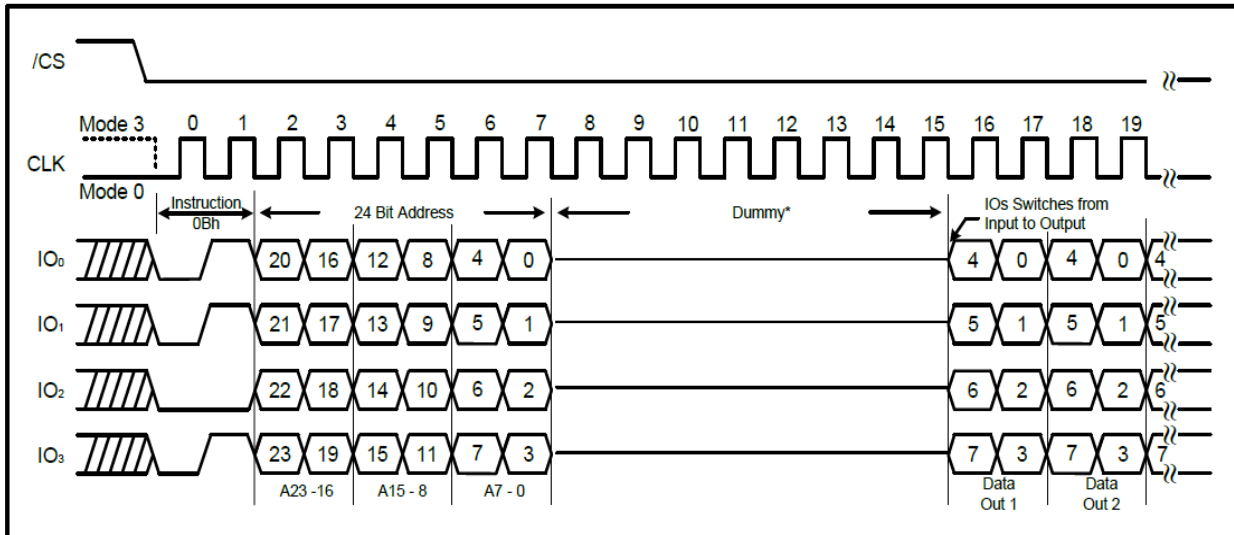 /CS
Mode 3 0 1 2 3 4 5 6 7 8 9 10 11 12 13 14 15 16 17 18 19
CLK
Mode 0
Instruction
0Bh
24 Bit Address
Dummy*
IOs Switches from
Input to Output
IO₀ 20 16 12 8 4 0 4 0 4 0 4
IO₁ 21 17 13 9 5 1 5 1 5 1 5
IO₂ 22 18 14 10 6 2 6 2 6 2 6
IO₃ 23 19 15 11 7 3 7 3 7 3 7
A23 -16 A15 - 8 A7 - 0
Data
Out 1
Data
Out 2